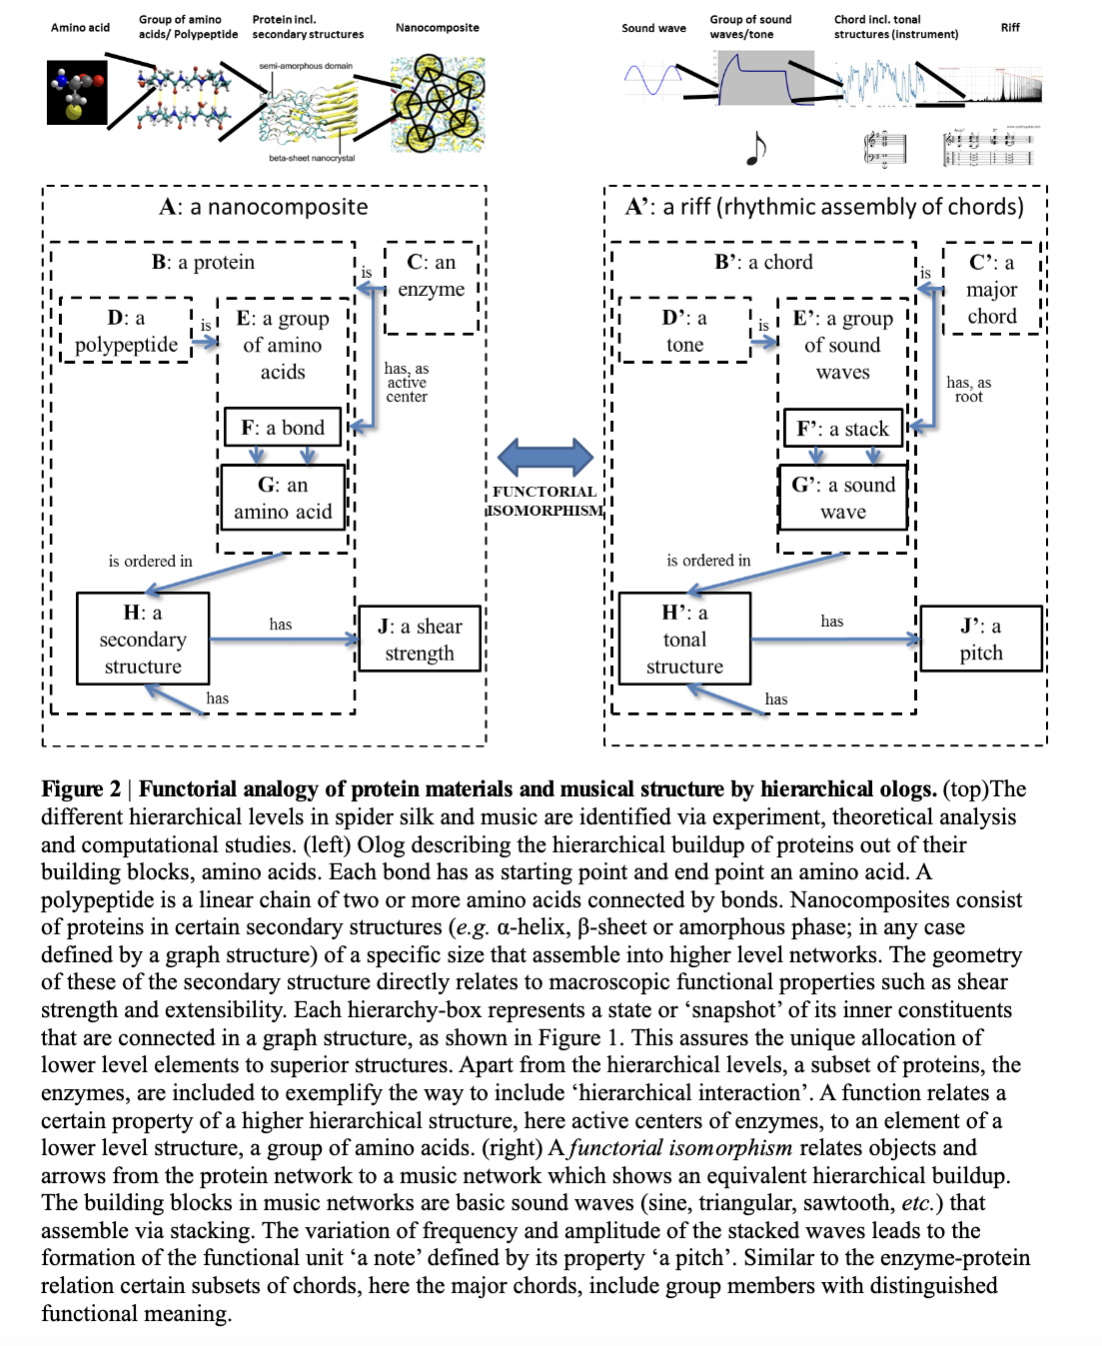 Amino acid
Group of amino
acids/ Polypeptide
Protein incl.
secondary structures
Nanocomposite
semi-amorphous domain
beta-sheet nanocrystal
Sound wave
Group of sound
waves/tone
Chord incl. tonal
structures (instrument)
Riff
A: a nanocomposite
B: a protein
C: an
enzyme
is
D: a
polypeptide
is
E: a group
of amino
acids
has, as
active
center
F: a bond
G: an
amino acid
is ordered in
H: a
secondary
structure
has
J: a shear
strength
has
FUNCTORIAL
ISOMORPHISM
A’: a riff (rhythmic assembly of chords)
B’: a chord
C’: a
major
chord
is
D’: a
tone
is
E’: a group
of sound
waves
has, as
root
F’: a stack
G’: a sound
wave
is ordered in
H’: a
tonal
structure
has
J’: a
pitch
has
Figure 2 | Functorial analogy of protein materials and musical structure by hierarchical ologs. (top)The
different hierarchical levels in spider silk and music are identified via experiment, theoretical analysis
and computational studies. (left) Olog describing the hierarchical buildup of proteins out of their
building blocks, amino acids. Each bond has as starting point and end point an amino acid. A
polypeptide is a linear chain of two or more amino acids connected by bonds. Nanocomposites consist
of proteins in certain secondary structures (e.g. α-helix, β-sheet or amorphous phase; in any case
defined by a graph structure) of a specific size that assemble into higher level networks. The geometry
of these of the secondary structure directly relates to macroscopic functional properties such as shear
strength and extensibility. Each hierarchy-box represents a state or ‘snapshot’ of its inner constituents
that are connected in a graph structure, as shown in Figure 1. This assures the unique allocation of
lower level elements to superior structures. Apart from the hierarchical levels, a subset of proteins, the
enzymes, are included to exemplify the way to include ‘hierarchical interaction’. A function relates a
certain property of a higher hierarchical structure, here active centers of enzymes, to an element of a
lower level structure, a group of amino acids. (right) A functorial isomorphism relates objects and
arrows from the protein network to a music network which shows an equivalent hierarchical buildup.
The building blocks in music networks are basic sound waves (sine, triangular, sawtooth, etc.) that
assemble via stacking. The variation of frequency and amplitude of the stacked waves leads to the
formation of the functional unit ‘a note’ defined by its property ‘a pitch’. Similar to the enzyme-protein
relation certain subsets of chords, here the major chords, include group members with distinguished
functional meaning.